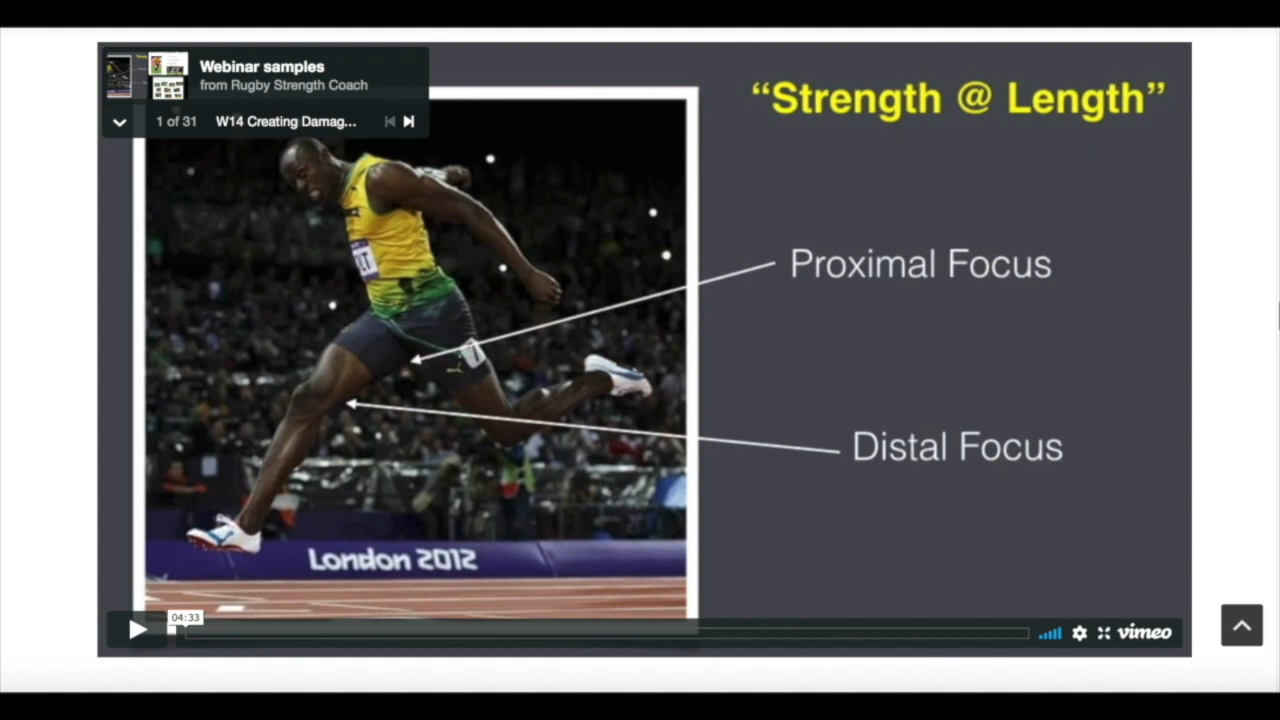 Webinar samples
from Rugby Strength Coach
1 of 31 W14 Creating Damag...
“Strength @ Length”
Proximal Focus
Distal Focus
London 2012
04:33
vimeo